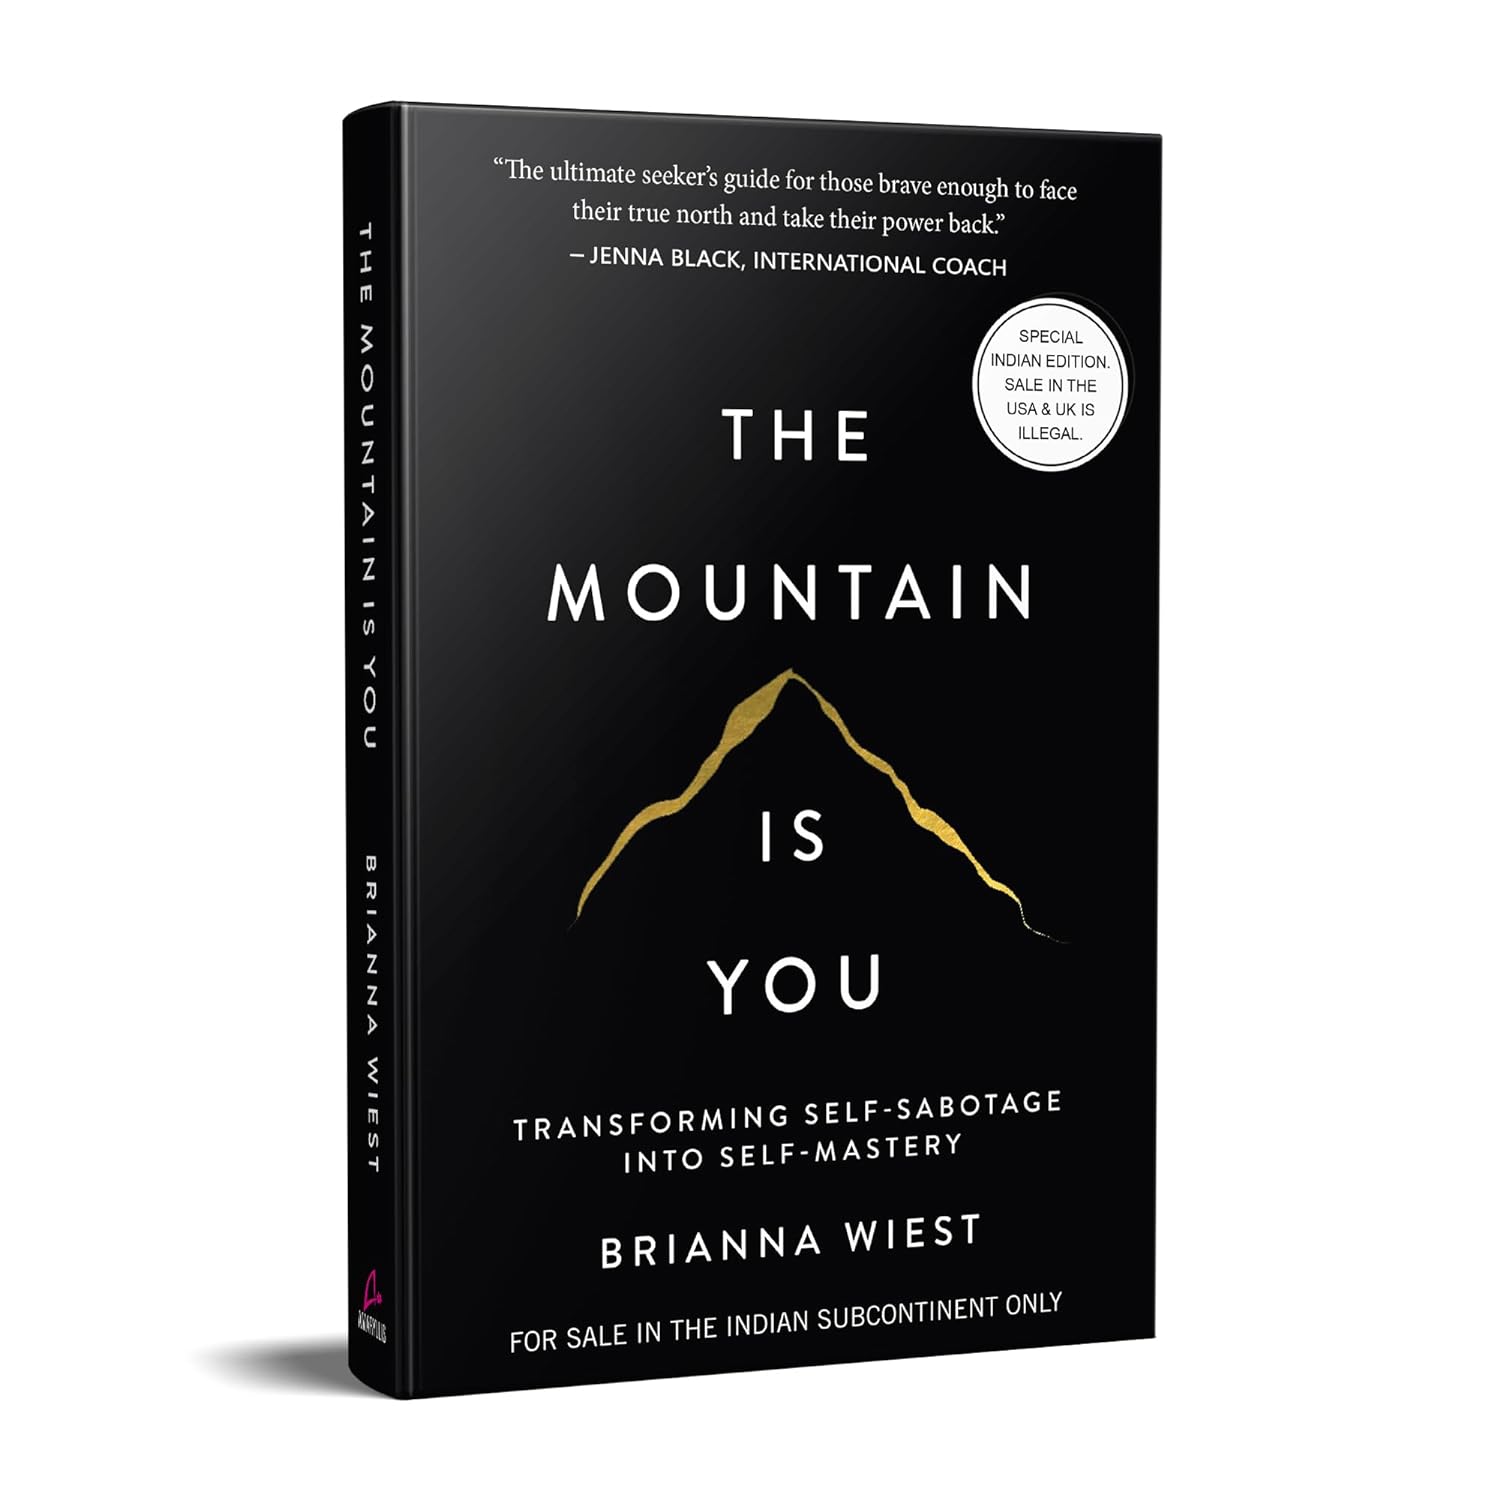 THE MOUNTAIN IS YOU
BRIANNA WIEST
AMARYLLIS
“The ultimate seeker’s guide for those brave enough to face
their true north and take their power back.”
– JENNA BLACK, INTERNATIONAL COACH
SPECIAL
INDIAN EDITION.
SALE IN THE
USA & UK IS
ILLEGAL.
THE
MOUNTAIN
IS
YOU
TRANSFORMING SELF-SABOTAGE
INTO SELF-MASTERY
BRIANNA WIEST
FOR SALE IN THE INDIAN SUBCONTINENT ONLY